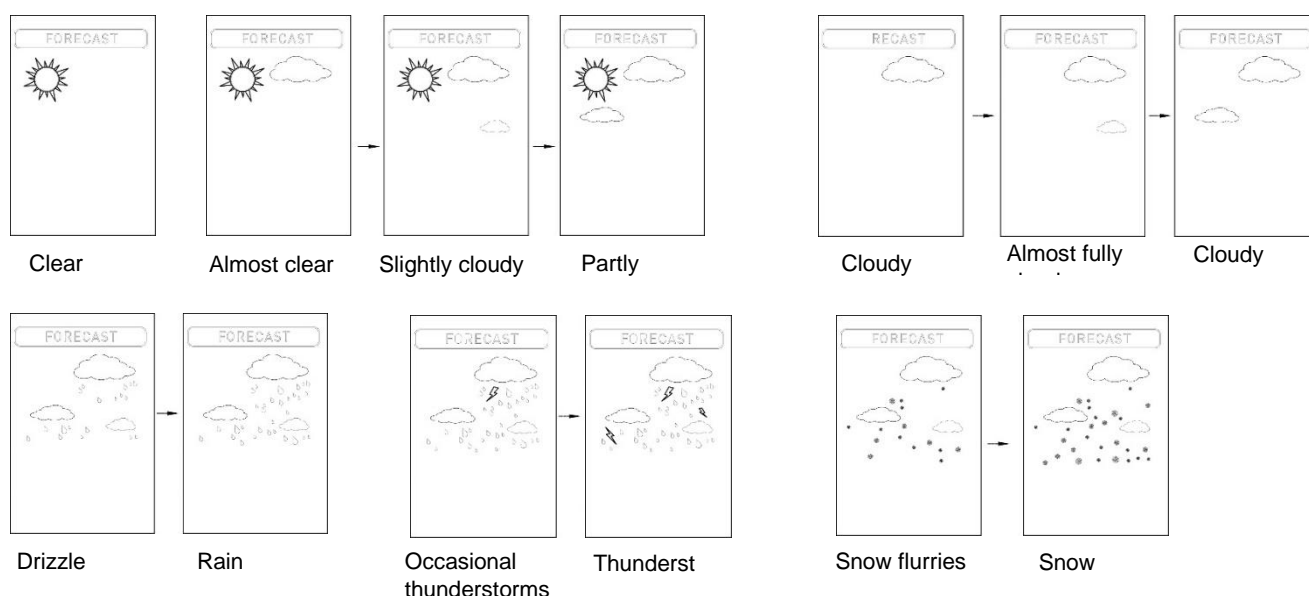 FORECAST FORECAST FORECAST FORECAST RECAST FORECAST FORECAST
Clear Almost clear Slightly cloudy Partly Cloudy Almost fully Cloudy
FORECAST FORECAST FORECAST FORECAST FORECAST FORECAST
Drizzle Rain Occasional Thunderst Snow flurries Snow
thunderstorms